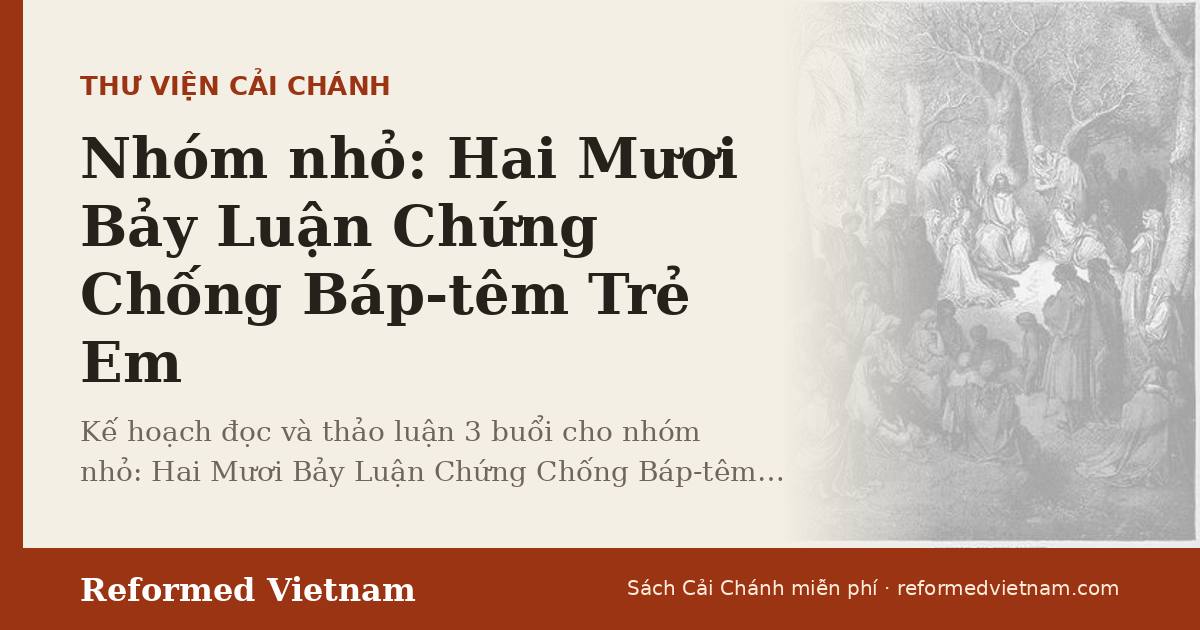 THƯ VIỆN CẢI CHÁNH
Nhóm nhỏ: Hai Mươi
Bảy Luận Chứng
Chống Báp-têm Trẻ
Em
Kế hoạch đọc và thảo luận 3 buổi cho nhóm
nhỏ: Hai Mươi Bảy Luận Chứng Chống Báp-têm...
Reformed Vietnam
Sách Cải Chánh miễn phí · reformedvietnam.com